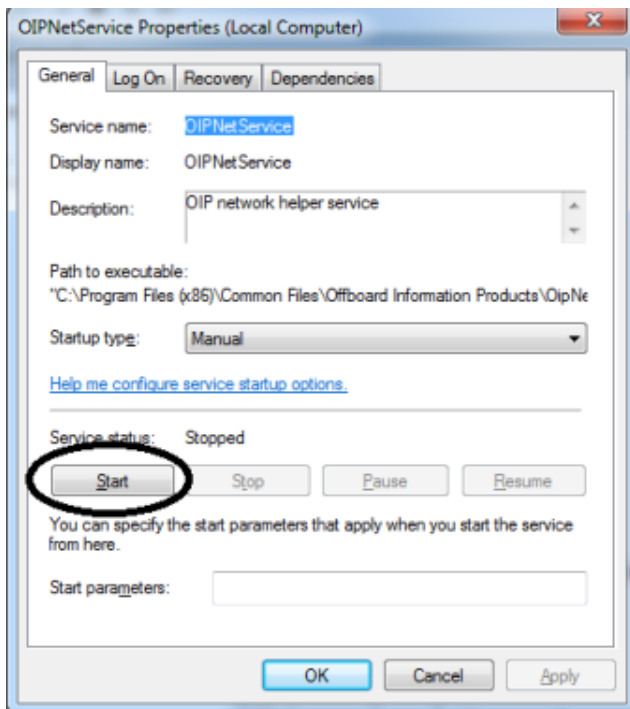 OIPNetService Properties (Local Computer)
General Log On Recovery Dependencies
Service name: OIPNetService
Display name: OIPNetService
Description: OIP network helper service
Path to executable:
"C:\Program Files (x86)\Common Files\Offboard Information Products\OipNe
Startup type: Manual
Help me configure service startup options.
Service status: Stopped
Start Stop Pause Resume
You can specify the start parameters that apply when you start the service
from here.
Start parameters:
OK Cancel Apply